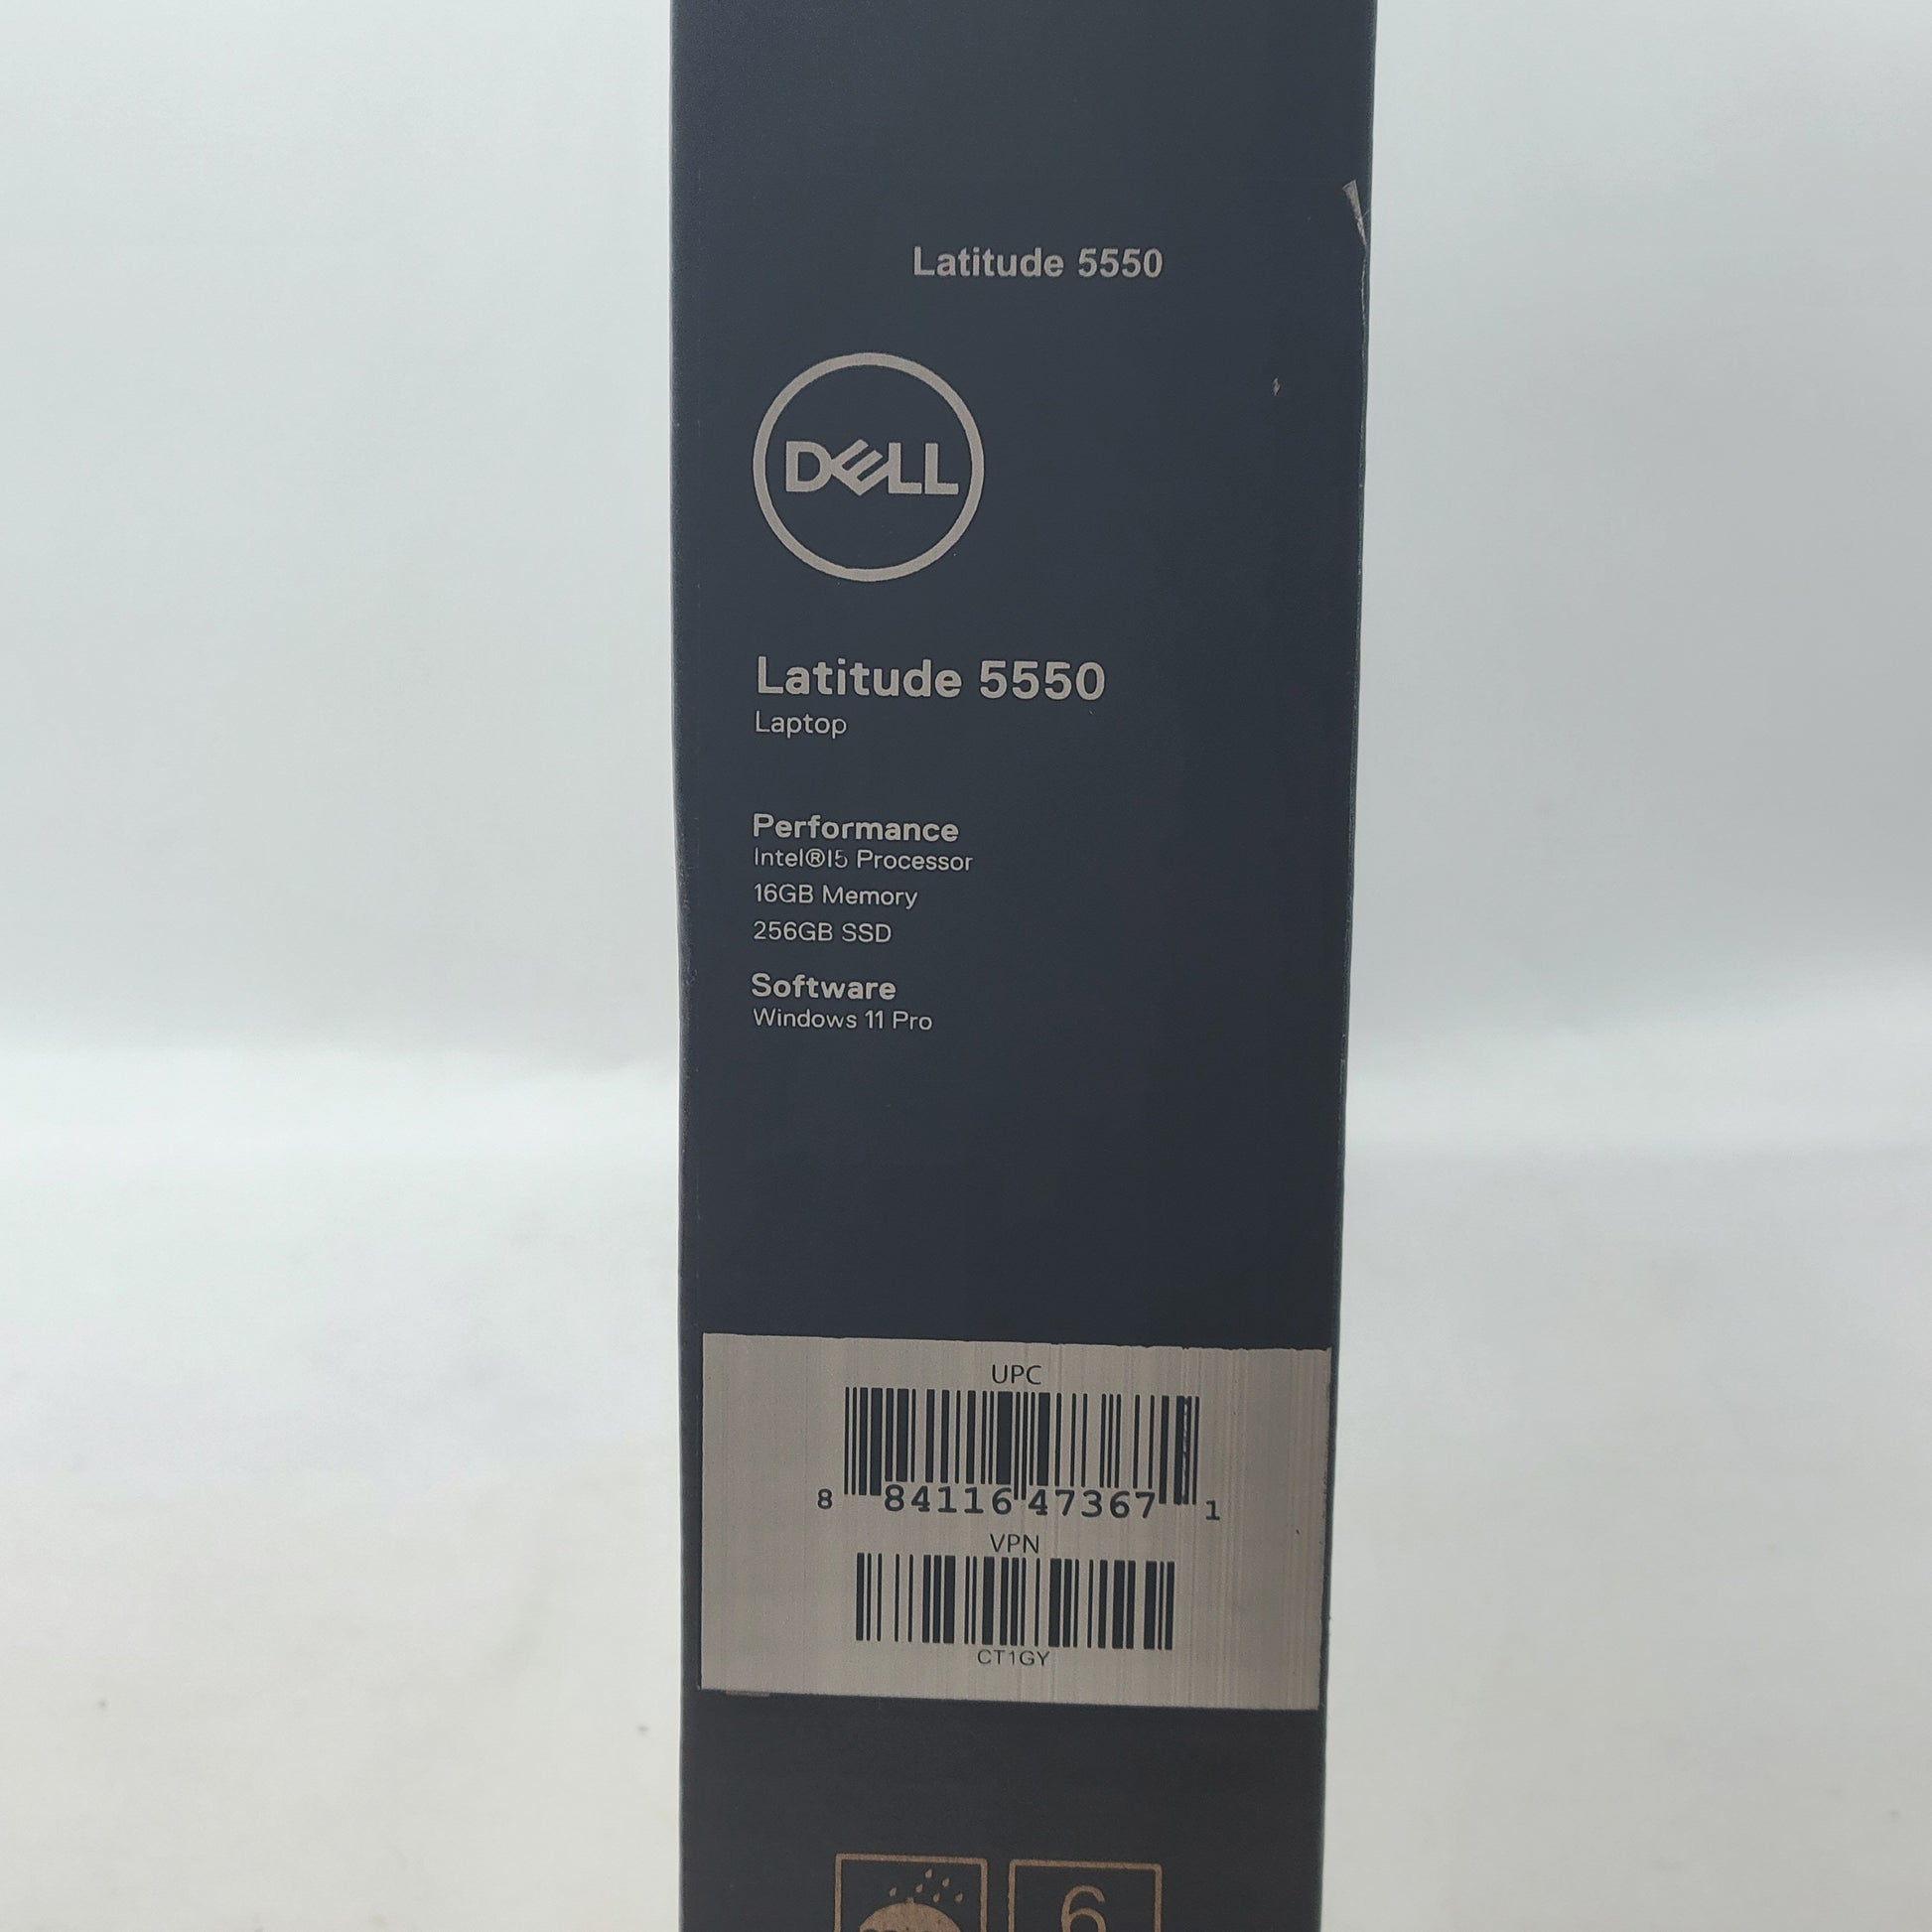 Latitude 5550
DELL
Latitude 5550
Laptop
Performance
Intel®I5 Processor
16GB Memory
256GB SSD
Software
Windows 11 Pro
UPC
8 84116 47367 1
VPN
CT1GY
6